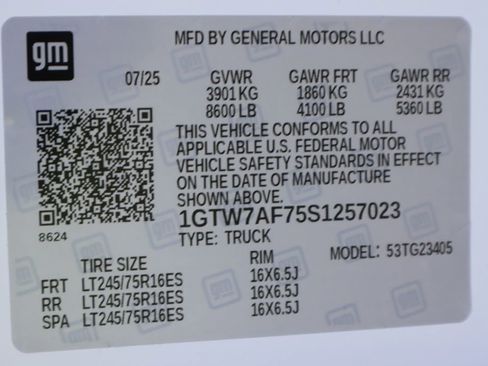 gm
MFD BY GENERAL MOTORS LLC
07/25 GVWR GAWR FRT GAWR RR
3901 KG 1860 KG 2431 KG
8600 LB 4100 LB 5360 LB
THIS VEHICLE CONFORMS TO ALL
APPLICABLE U.S. FEDERAL MOTOR
VEHICLE SAFETY STANDARDS IN EFFECT
ON THE DATE OF MANUFACTURE
SHOWN ABOVE.
1GTW7AF75S1257023
8624
TYPE: TRUCK
MODEL: 53TG23405
TIRE SIZE RIM
FRT LT245/75R16ES 16X6.5J
RR LT245/75R16ES 16X6.5J
SPA LT245/75R16ES 16X6.5J